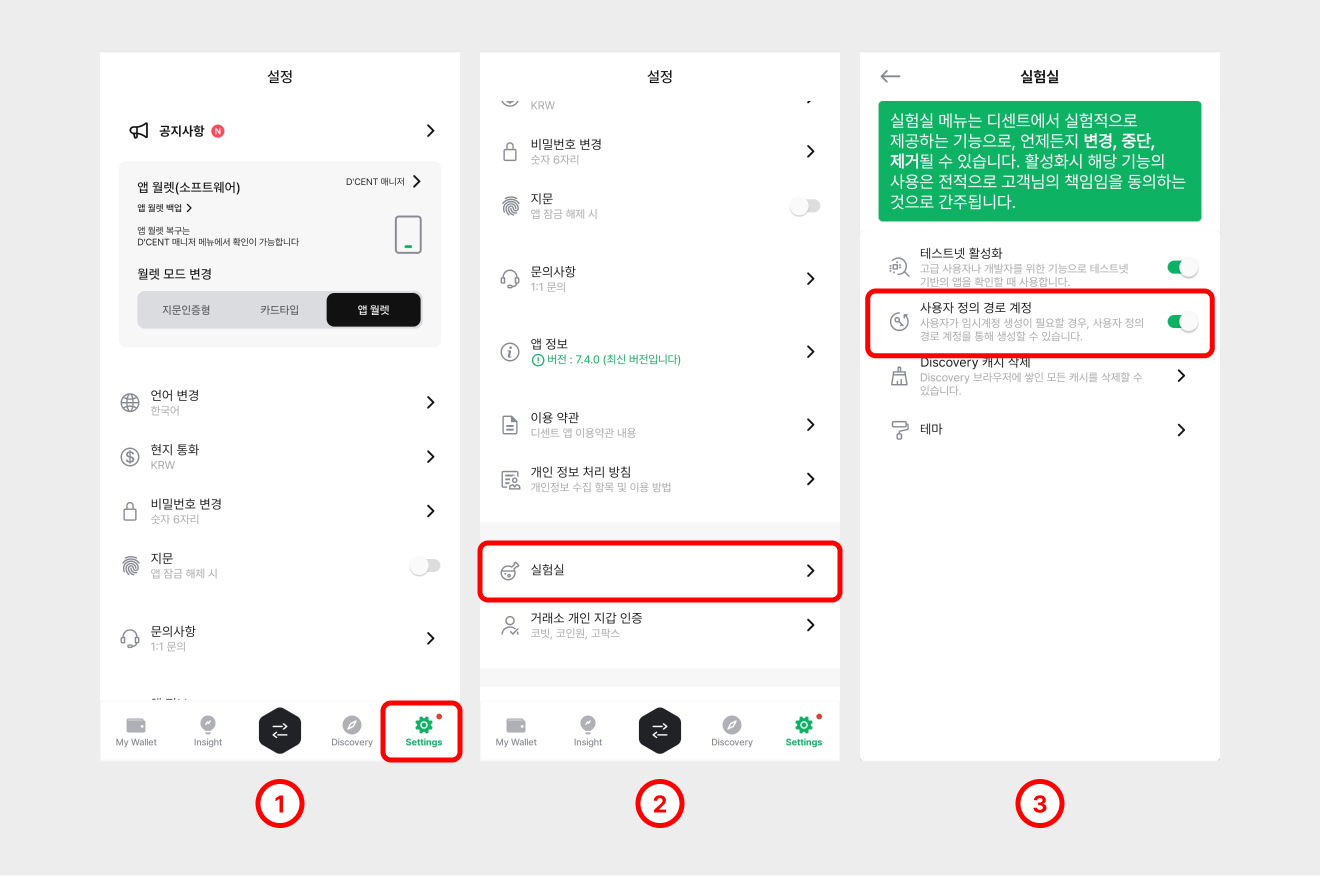 설정
공지사항 N
앱 월렛(소프트웨어)
D'CENT 매니저
앱 월렛 백업
앱 월렛 복구는
D'CENT 매니저 메뉴에서 확인이 가능합니다
월렛 모드 변경
지문인증형 카드타입 앱 월렛
언어 변경
한국어
현지 통화
KRW
비밀번호 변경
숫자 6자리
지문
앱 잠금 해제 시
문의사항
1:1 문의
My Wallet Insight Discovery Settings
1
설정
KRW
비밀번호 변경
숫자 6자리
지문
앱 잠금 해제 시
문의사항
1:1 문의
앱 정보
버전 : 7.4.0 (최신 버전입니다)
이용 약관
디센트 앱 이용약관 내용
개인 정보 처리 방침
개인정보 수집 항목 및 이용 방법
실험실
거래소 개인 지갑 인증
코빗, 코인원, 고팍스
My Wallet Insight Discovery Settings
2
실험실
실험실 메뉴는 디센트에서 실험적으로
제공하는 기능으로, 언제든지 변경, 중단,
제거될 수 있습니다. 활성화시 해당 기능의
사용은 전적으로 고객님의 책임임을 동의하는
것으로 간주됩니다.
테스트넷 활성화
고급 사용자나 개발자를 위한 기능으로 테스트넷
기반의 앱을 확인할 때 사용합니다.
사용자 정의 경로 계정
사용자가 임시계정 생성이 필요할 경우, 사용자 정의
경로 계정을 통해 생성할 수 있습니다.
Discovery 캐시 삭제
Discovery 브라우저에 쌓인 모든 캐시를 삭제할 수
있습니다.
테마
3